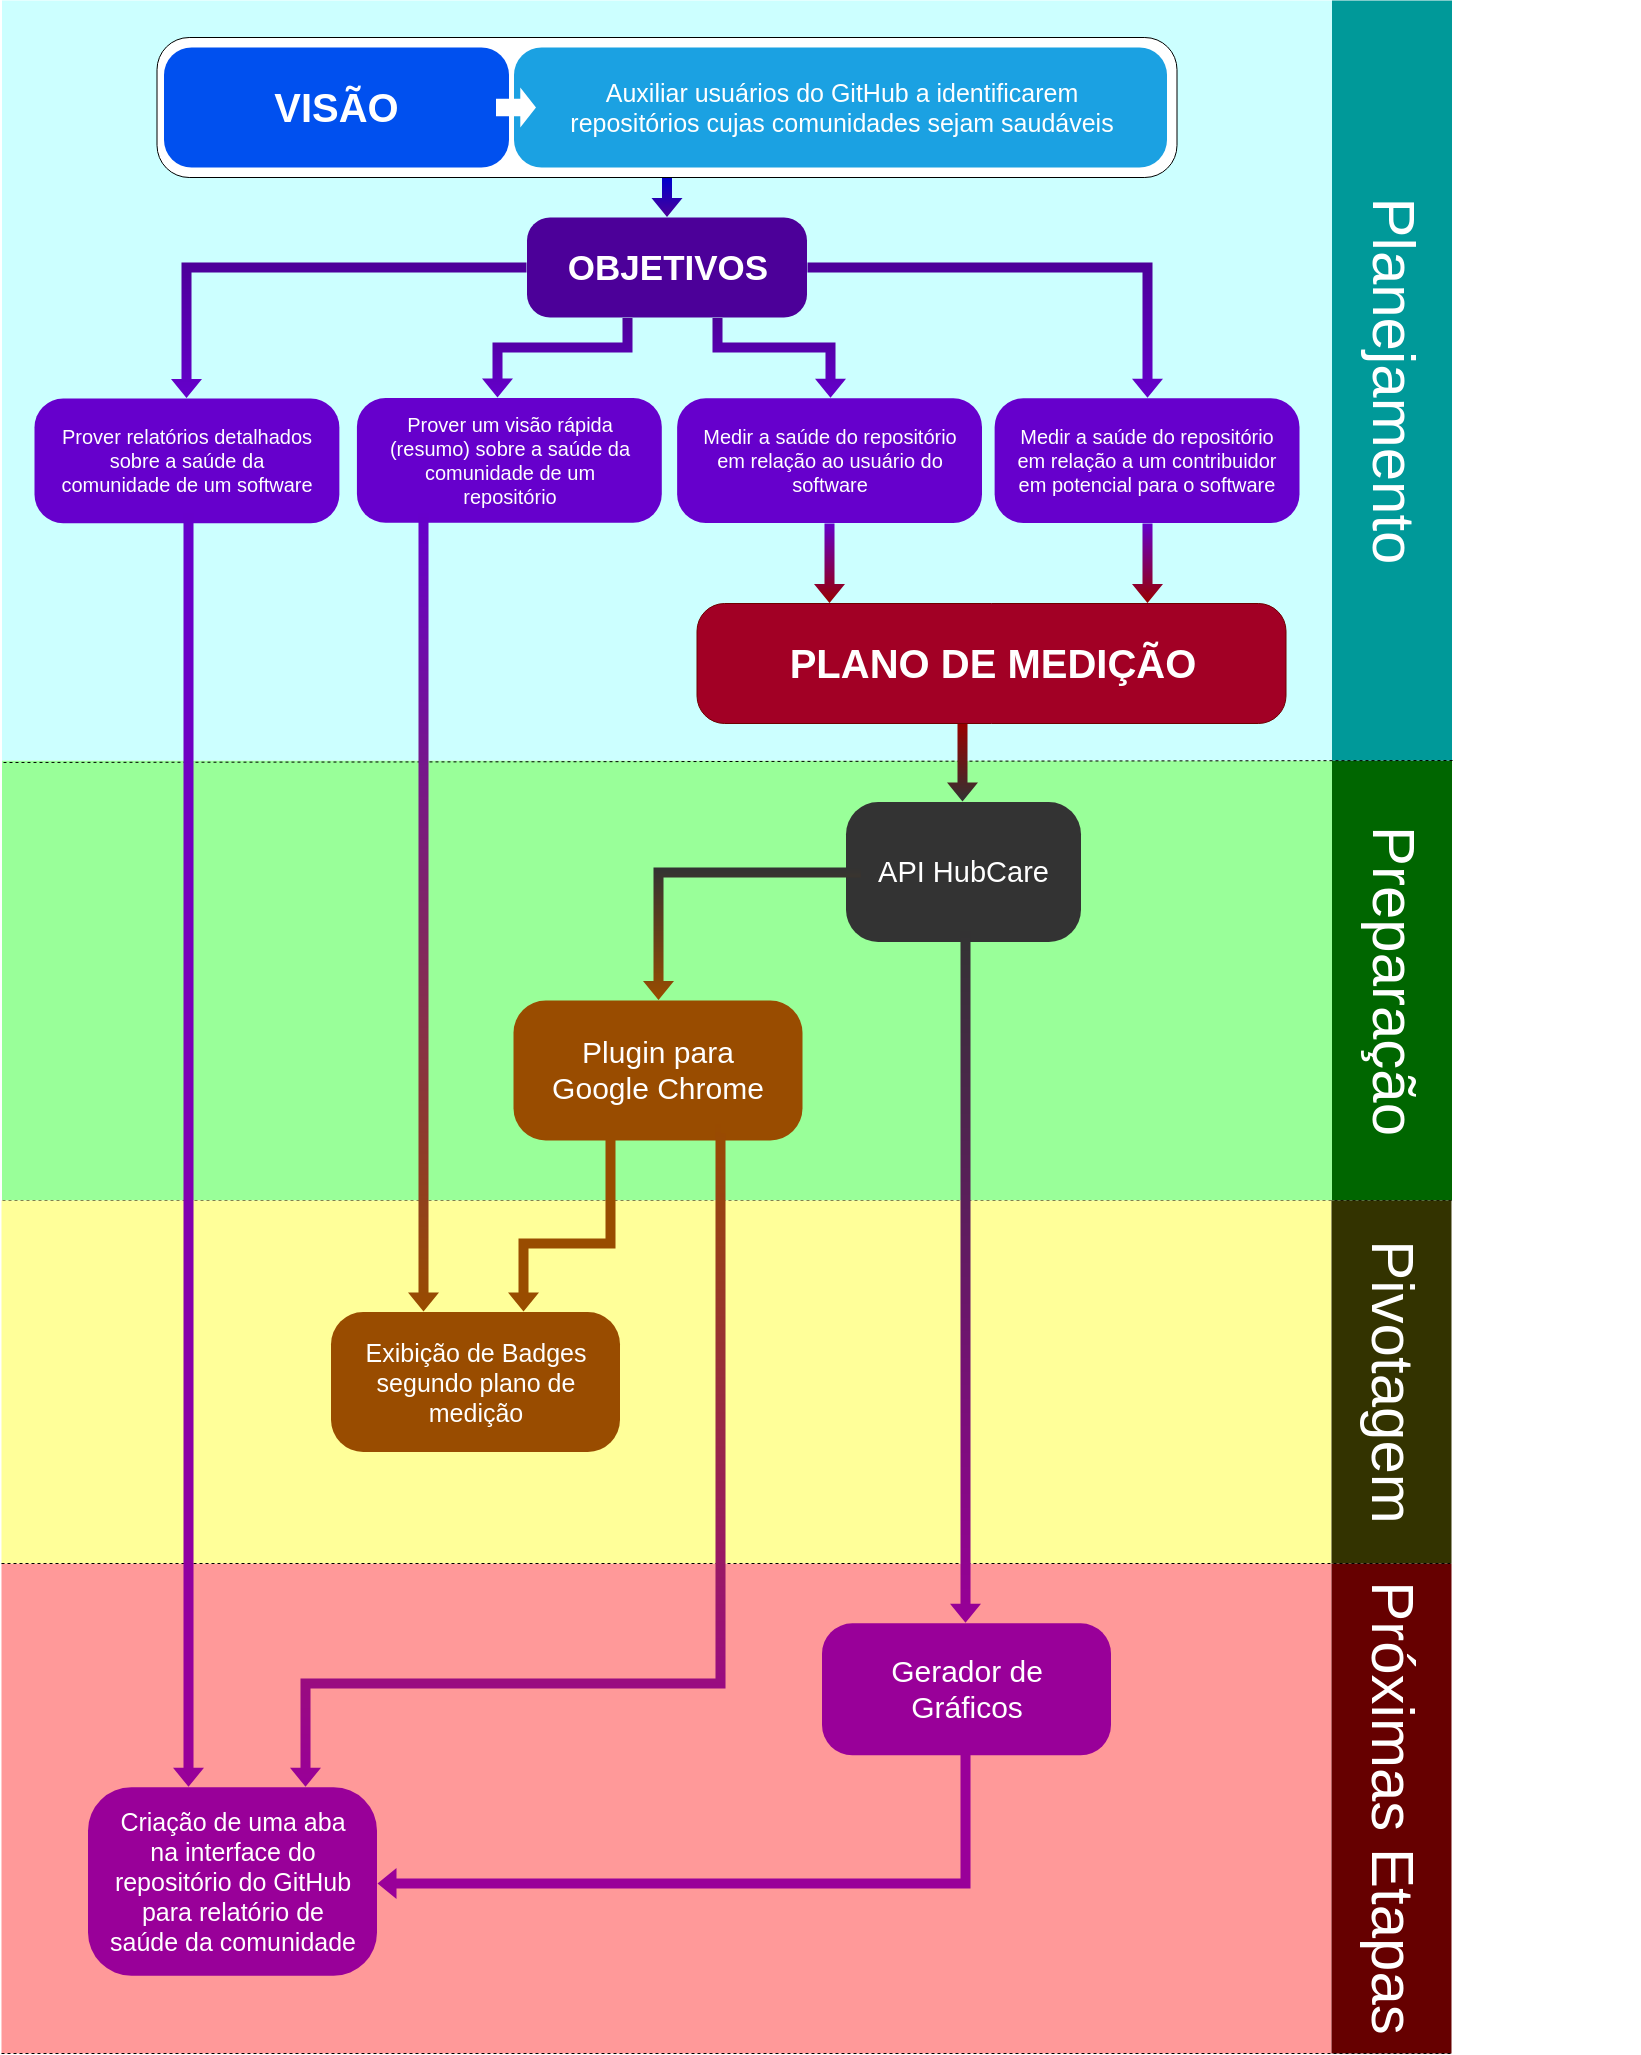 VISÃO
Auxiliar usuários do GitHub a identificarem
repositórios cujas comunidades sejam saudáveis
OBJETIVOS
Prover relatórios detalhados
sobre a saúde da
comunidade de um software
Prover um visão rápida
(resumo) sobre a saúde da
comunidade de um
repositório
Medir a saúde do repositório
em relação ao usuário do
software
Medir a saúde do repositório
em relação a um contribuidor
em potencial para o software
PLANO DE MEDIÇÃO
Planejamento
API HubCare
Plugin para
Google Chrome
Preparação
Exibição de Badges
segundo plano de
medição
Pivotagem
Gerador de
Gráficos
Criação de uma aba
na interface do
repositório do GitHub
para relatório de
saúde da comunidade
Próximas Etapas